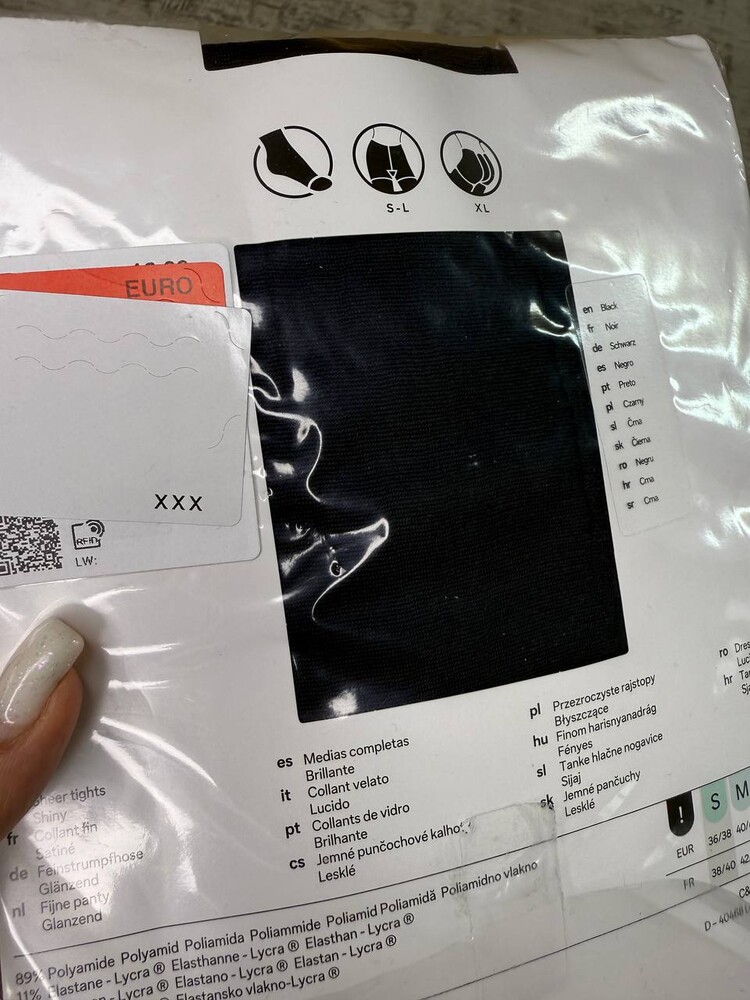 S-L
XL
EURO
XXX
RFID
LW:
en Black
fr Noir
de Schwarz
es Negro
pt Preto
pl Czarny
sl Črna
sk Čierna
ro Negru
hr Crna
sr Crna
Sheer tights
Shiny
fr Collant fin
Satiné
de Feinstrumpfhose
Glänzend
nl Fijne panty
Glanzend
es Medias completas
Brillante
it Collant velato
Lucido
pt Collants de vidro
Brilhante
cs Jemné punčochové
Lesklé
pl Przezroczyste rajstopy
Błyszczące
hu Finom harisnyanadrág
Fényes
sl Tanke hlačne nogavice
Sijaj
sk Jemné pančuchy
Lesklé
ro
hr
! S M
EUR 36/38
FR 38/40
89% Polyamide Polyamid Poliamida Poliammide Poliamid Poliamidă Poliamidno vlakno
11% Elastane - Lycra ® Elasthanne - Lycra ® Elasthan - Lycra ®
Lycra ® Elastano - Lycra ® Elastan - Lycra ®
Elastansko vlakno-Lycra ®